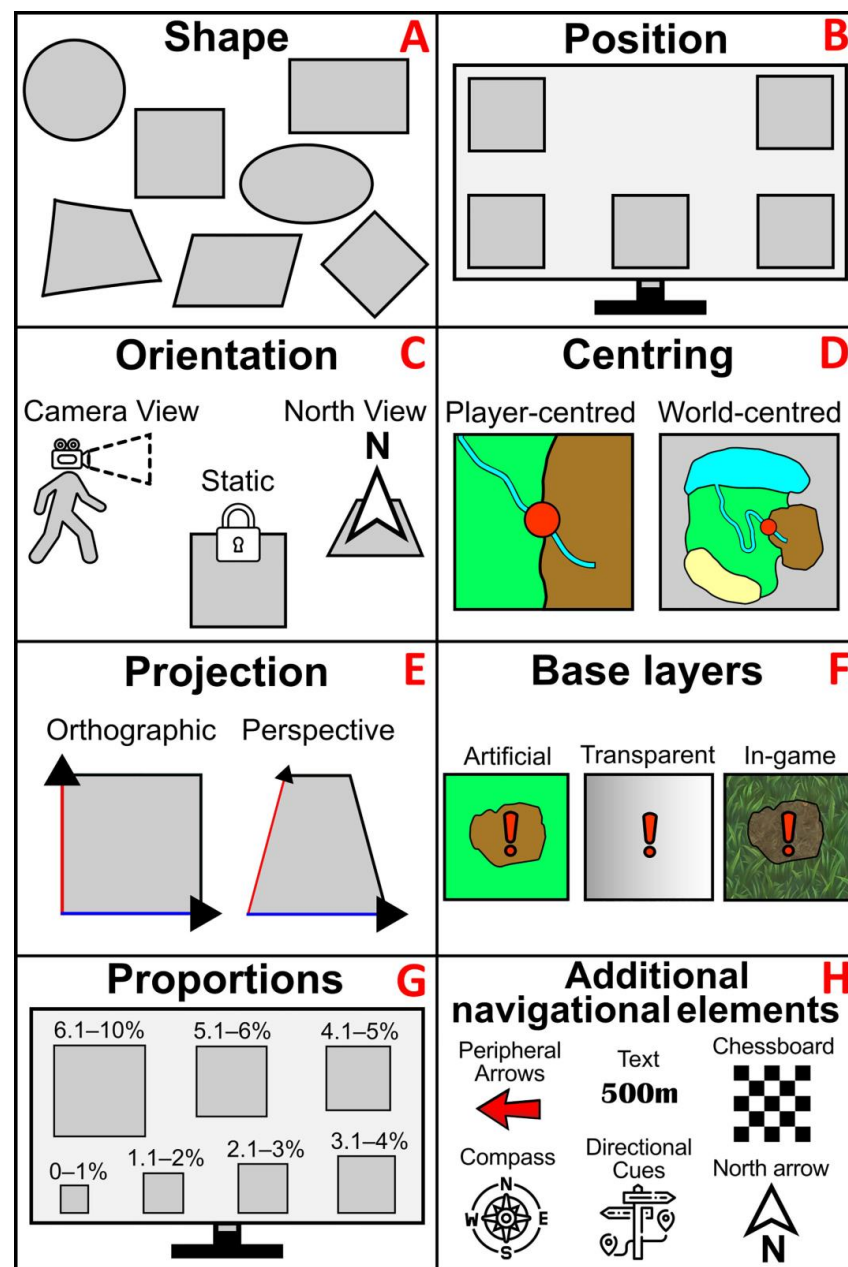 Shape A
Position B
Orientation C
Camera View
North View
N
Static
Centring D
Player-centred World-centred
Projection E
Orthographic Perspective
Base layers F
Artificial Transparent In-game
!
!
!
Proportions G
6.1–10% 5.1–6% 4.1–5%
0–1% 1.1–2% 2.1–3% 3.1–4%
Additional H
navigational elements
Peripheral
Arrows
Text
500m
Chessboard
Compass
N
W E
S
Directional
Cues
North arrow
N